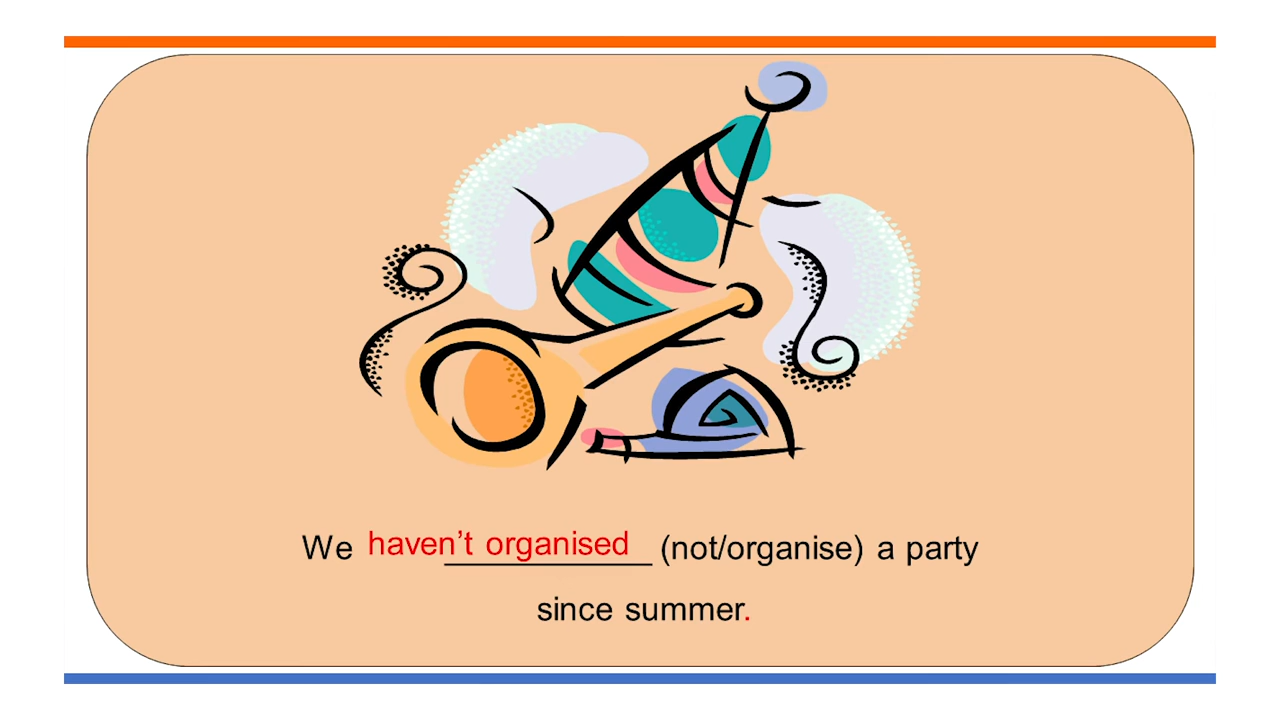 We haven’t organised ____________ (not/organise) a party
since summer.